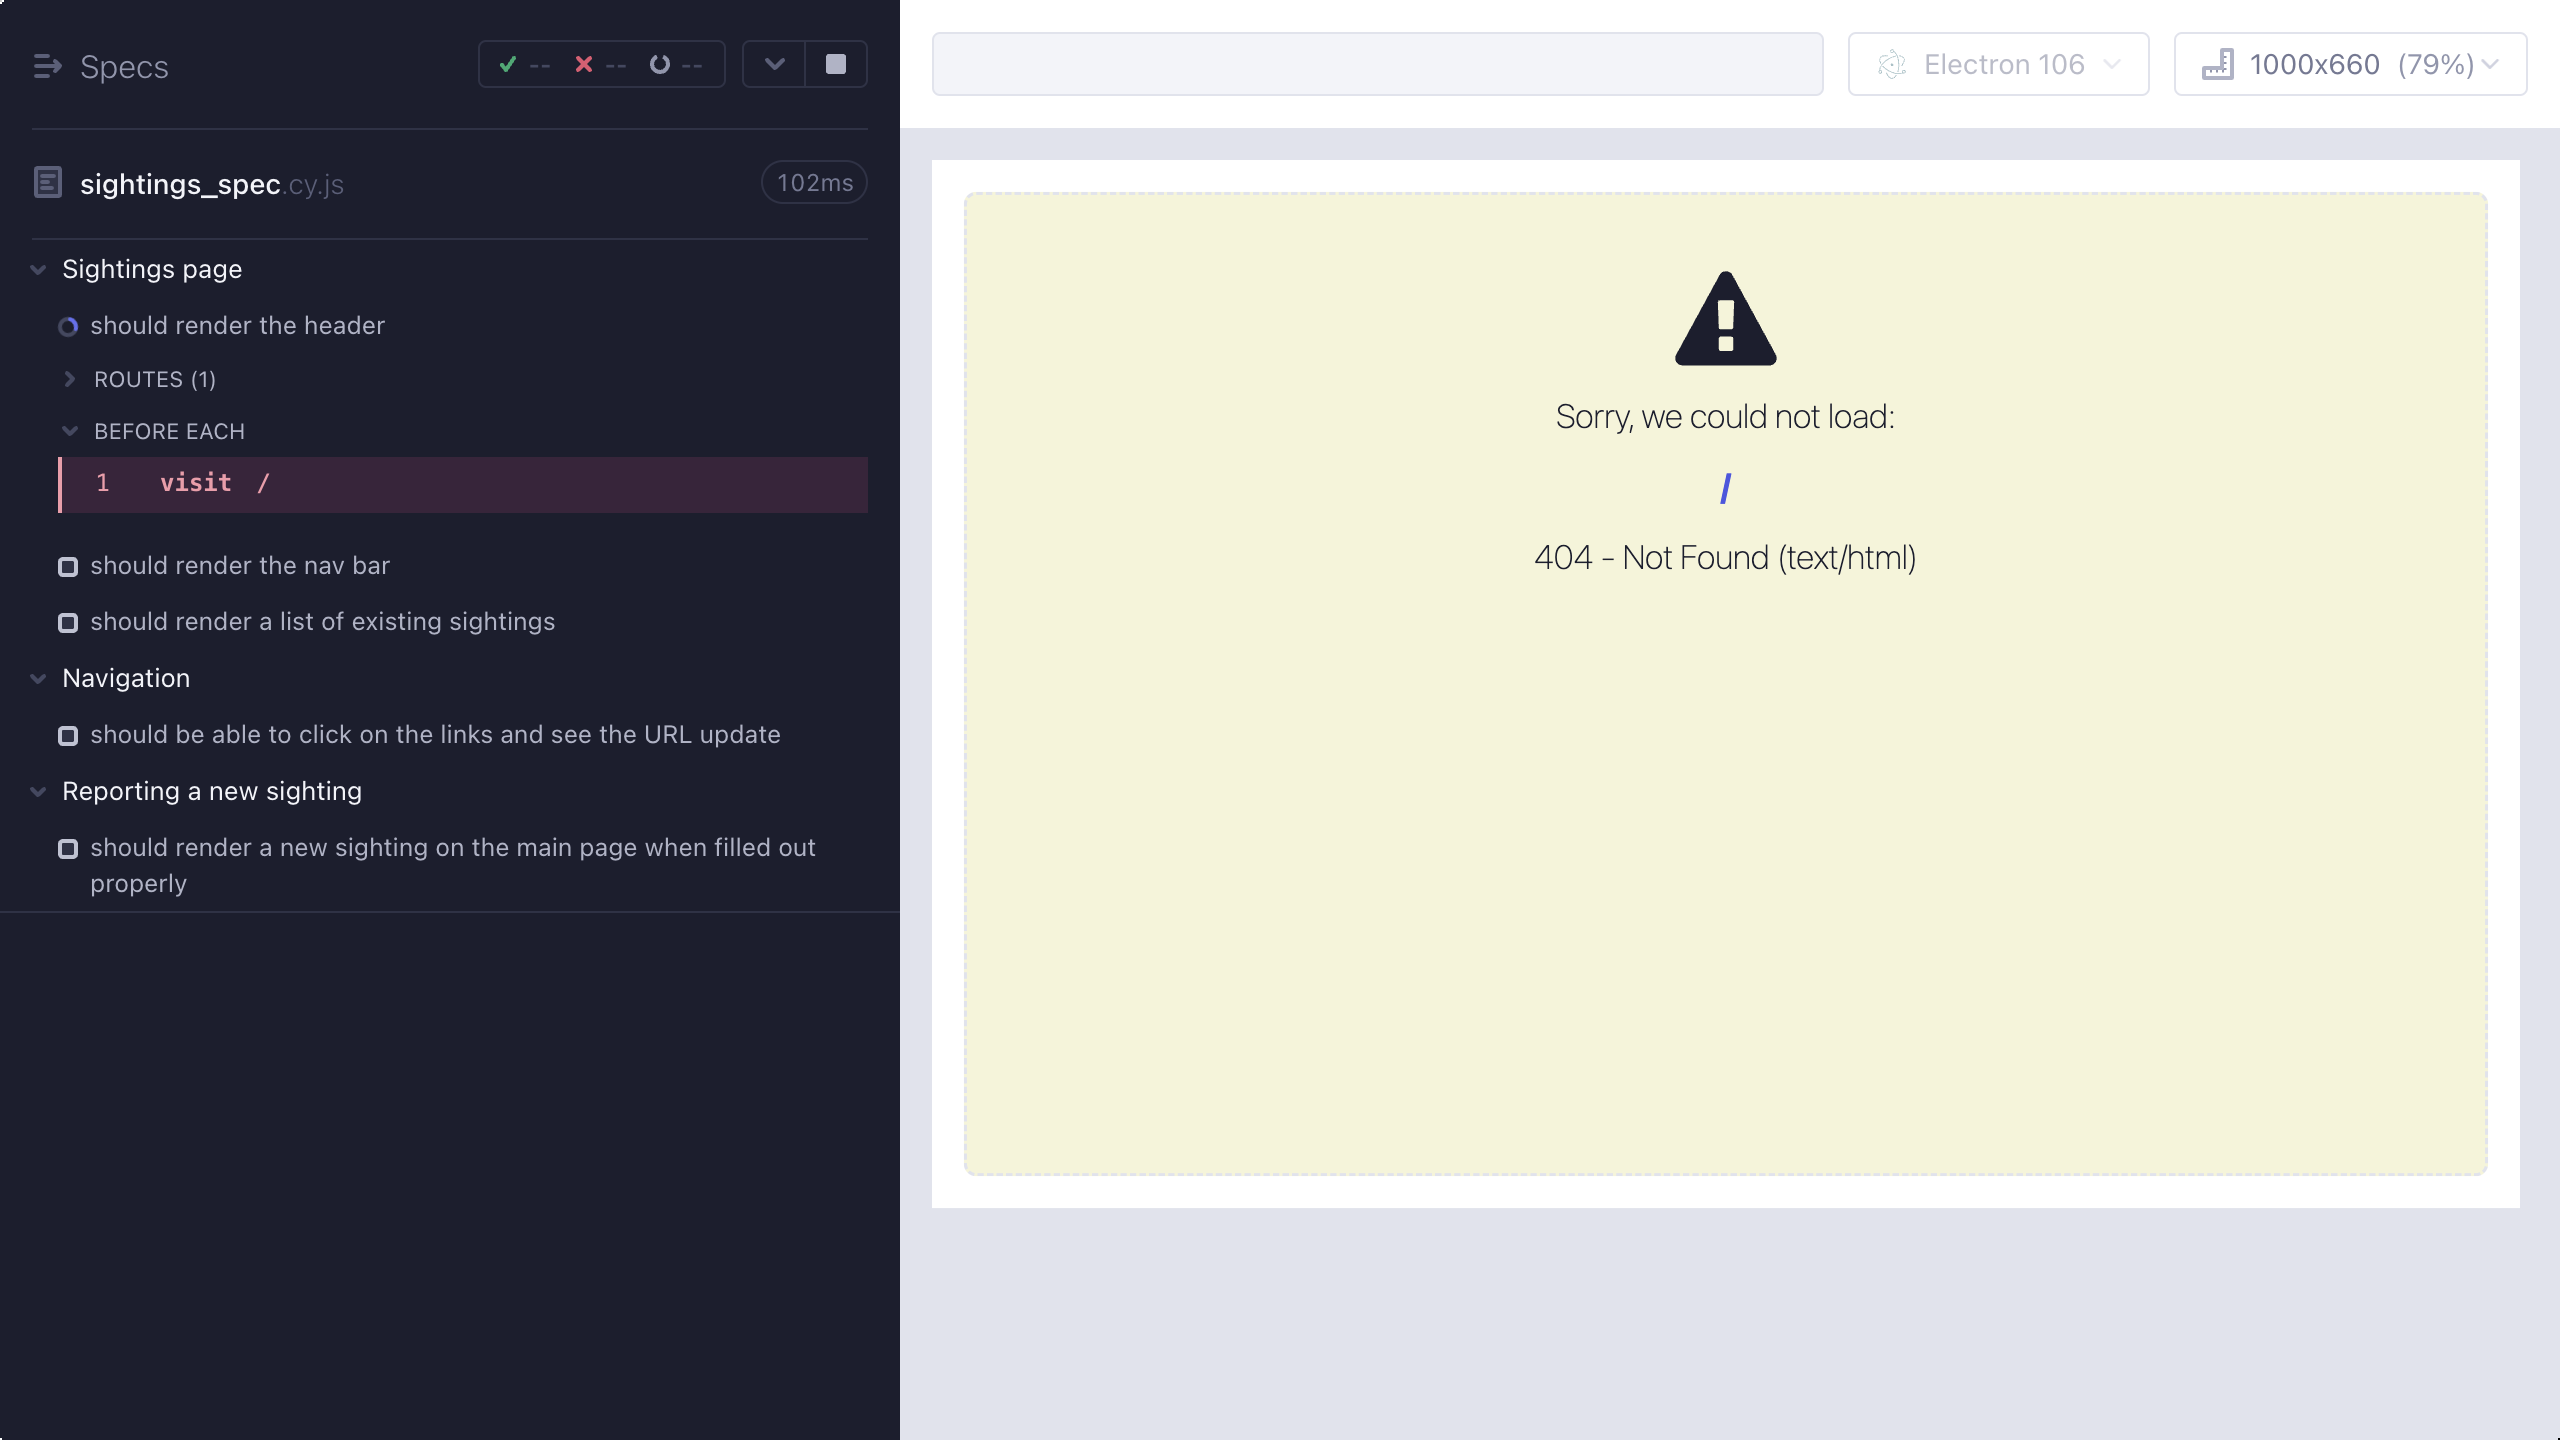 Specs
-- -- --
sightings_spec.cy.js
102ms
Sightings page
should render the header
ROUTES (1)
BEFORE EACH
1 visit /
should render the nav bar
should render a list of existing sightings
Navigation
should be able to click on the links and see the URL update
Reporting a new sighting
should render a new sighting on the main page when filled out
properly
Electron 106
1000x660 (79%)
Sorry, we could not load:
/
404 - Not Found (text/html)